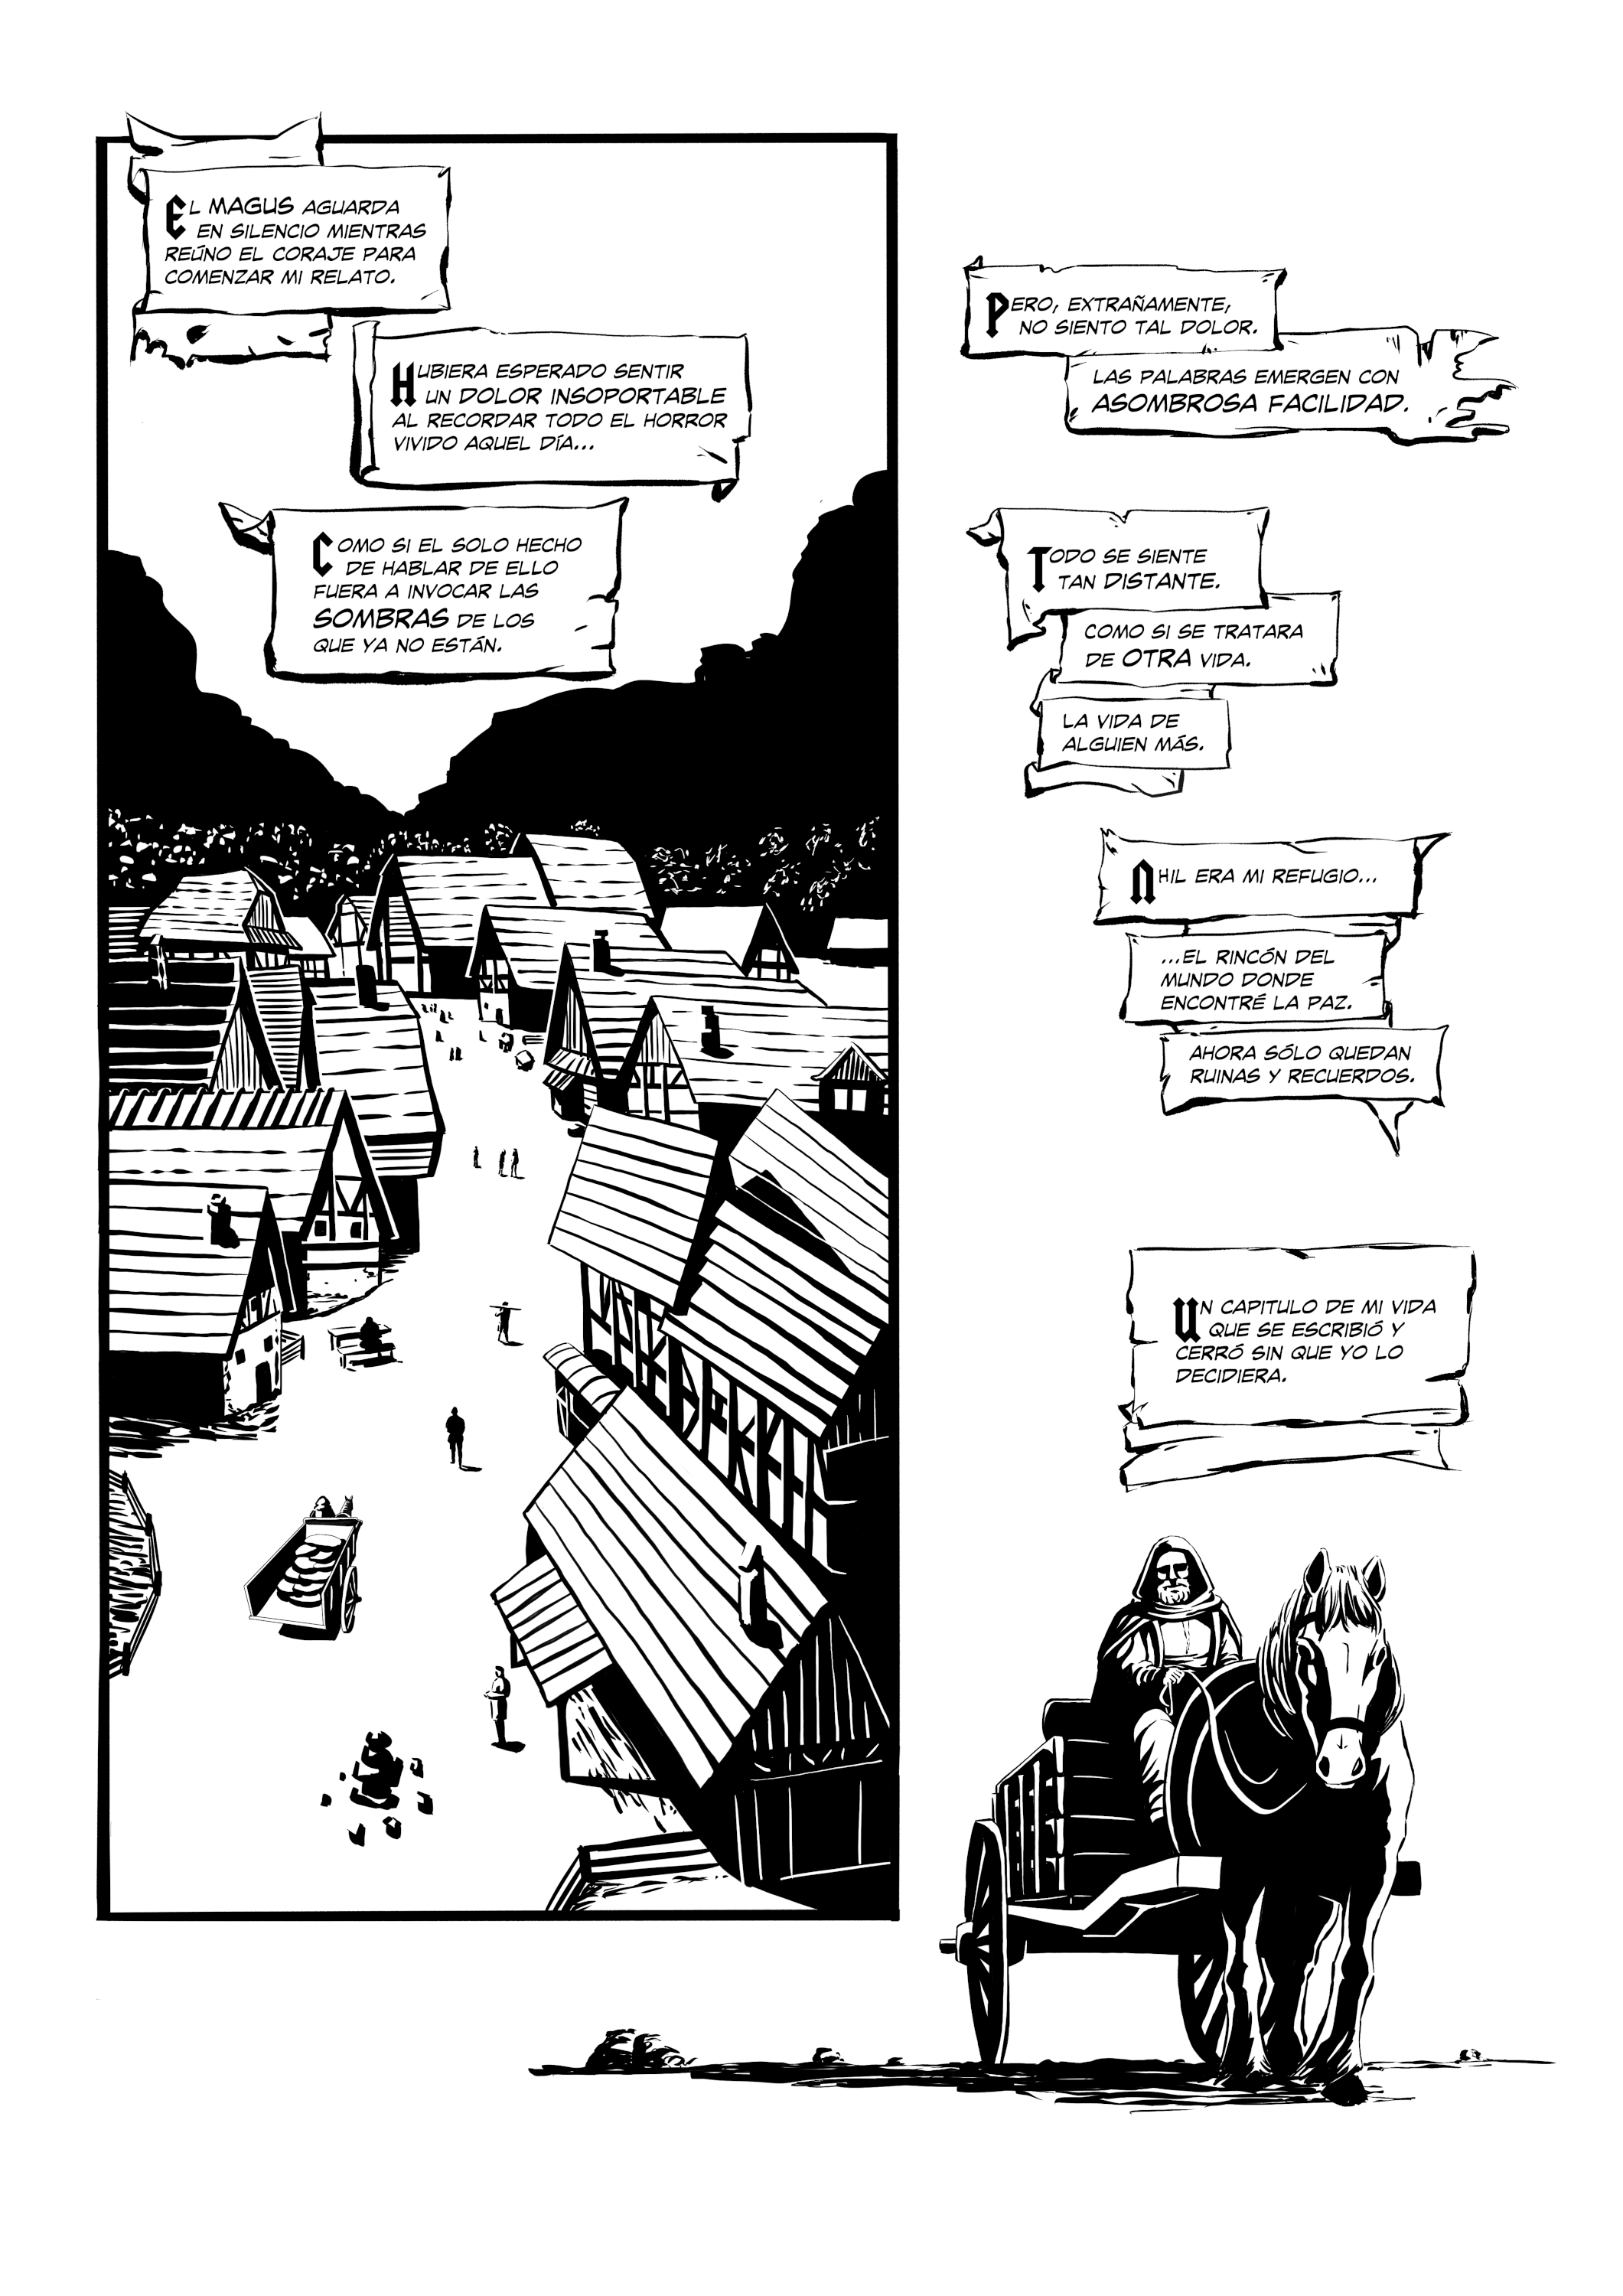 EL MAGUS AGUARDA
EN SILENCIO MIENTRAS
REÚNO EL CORAJE PARA
COMENZAR MI RELATO.
HUBIERA ESPERADO SENTIR
UN DOLOR INSOPORTABLE
AL RECORDAR TODO EL HORROR
VIVIDO AQUEL DÍA...
COMO SI EL SOLO HECHO
DE HABLAR DE ELLO
FUERA A INVOCAR LAS
SOMBRAS DE LOS
QUE YA NO ESTÁN.
PERO, EXTRAÑAMENTE,
NO SIENTO TAL DOLOR.
LAS PALABRAS EMERGEN CON
ASOMBROSA FACILIDAD.
TODO SE SIENTE
TAN DISTANTE.
COMO SI SE TRATARA
DE OTRA VIDA.
LA VIDA DE
ALGUIEN MÁS.
NHIL ERA MI REFUGIO...
...EL RINCÓN DEL
MUNDO DONDE
ENCONTRÉ LA PAZ.
AHORA SÓLO QUEDAN
RUINAS Y RECUERDOS.
UN CAPITULO DE MI VIDA
QUE SE ESCRIBIÓ Y
CERRÓ SIN QUE YO LO
DECIDIERA.